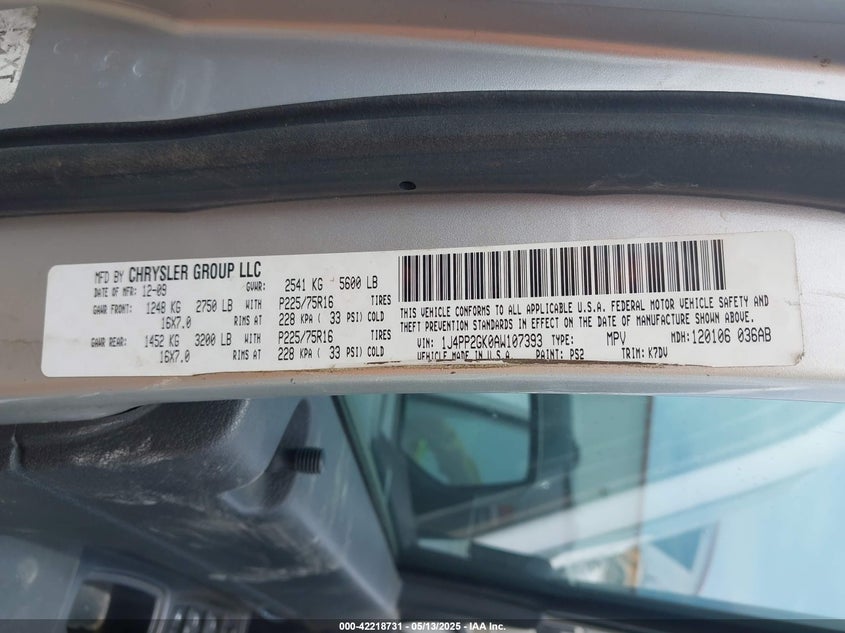 MFD BY CHRYSLER GROUP LLC
DATE OF MFR: 12-09 GVWR: 2541 KG 5600 LB
GAWR FRONT: 1248 KG 2750 LB WITH P225/75R16 TIRES
16X7.0 RIMS AT 228 KPA ( 33 PSI) COLD
GAWR REAR: 1452 KG 3200 LB WITH P225/75R16 TIRES
16X7.0 RIMS AT 228 KPA ( 33 PSI) COLD
THIS VEHICLE CONFORMS TO ALL APPLICABLE U.S.A. FEDERAL MOTOR VEHICLE SAFETY AND
THEFT PREVENTION STANDARDS IN EFFECT ON THE DATE OF MANUFACTURE SHOWN ABOVE.
VIN: 1J4PP2GK0AW107393 TYPE: MPV MDH: 120106 036AB
VEHICLE MADE IN U.S.A. PAINT: PS2 TRIM: K7DV
000-42218731 - 05/13/2025 - IAA Inc.